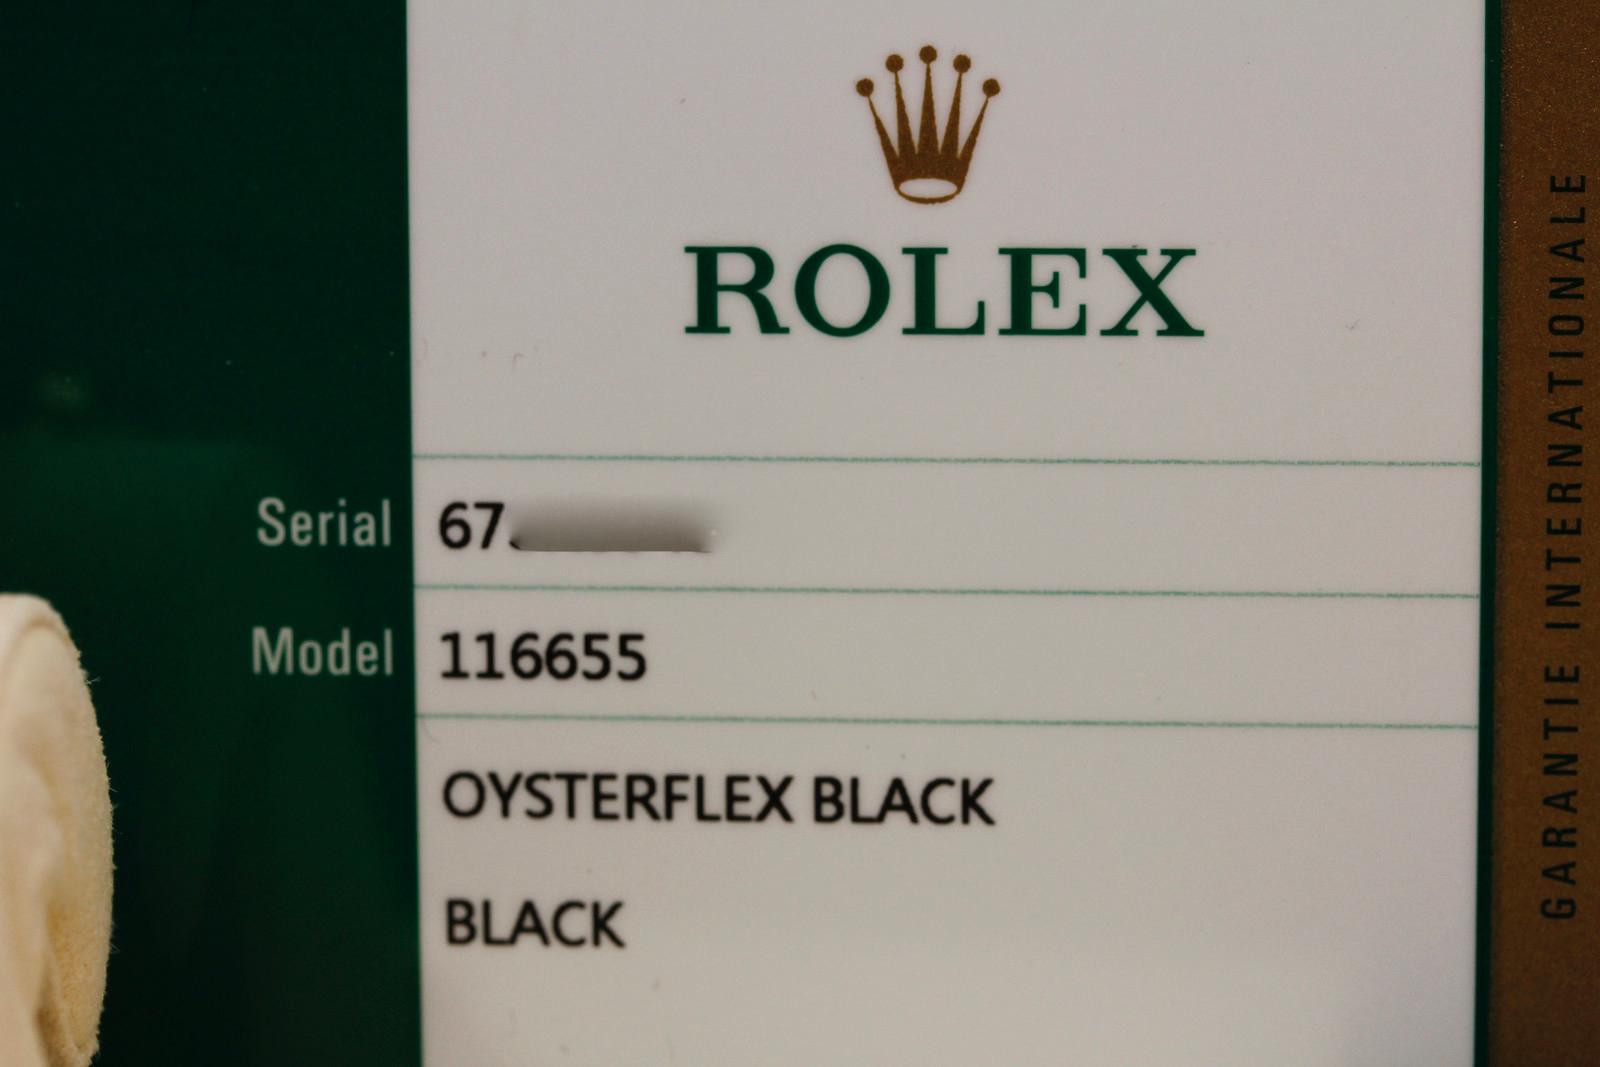 ROLEX
Serial 67
Model 116655
OYSTERFLEX BLACK
BLACK
GARANTIE INTERNATIONALE